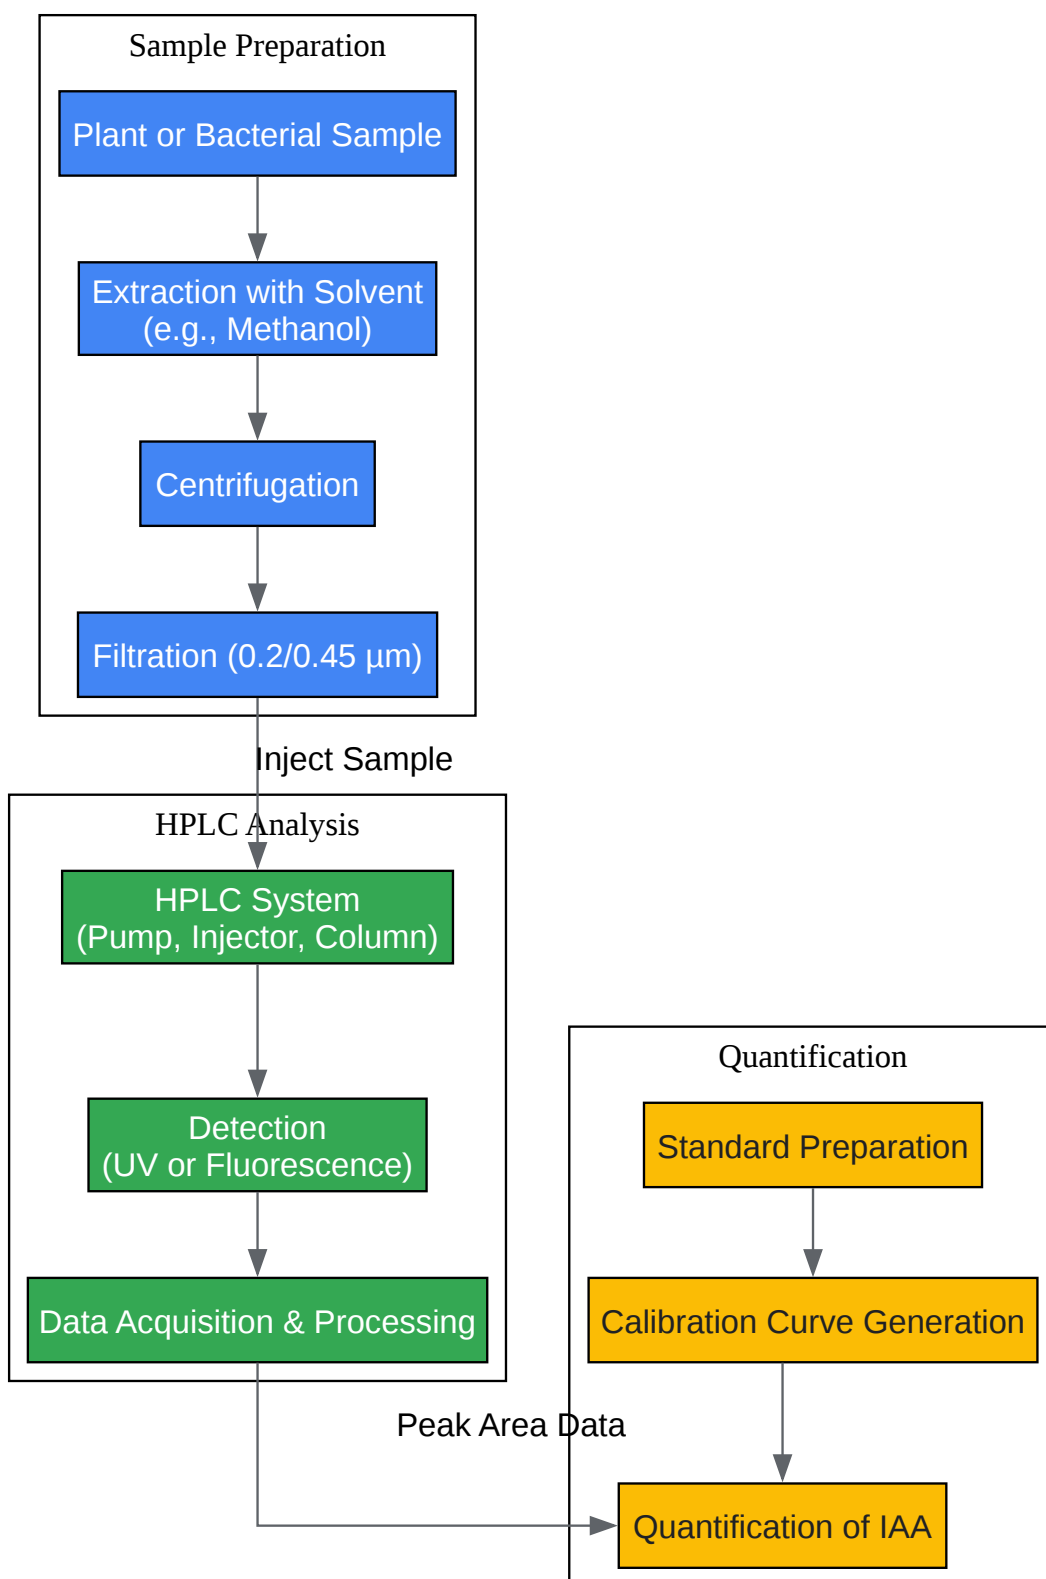 Sample Preparation
Plant or Bacterial Sample
Extraction with Solvent
(e.g., Methanol)
Centrifugation
Filtration (0.2/0.45 µm)
Inject Sample
HPLC Analysis
HPLC System
(Pump, Injector, Column)
Detection
(UV or Fluorescence)
Data Acquisition & Processing
Peak Area Data
Quantification
Standard Preparation
Calibration Curve Generation
Quantification of IAA